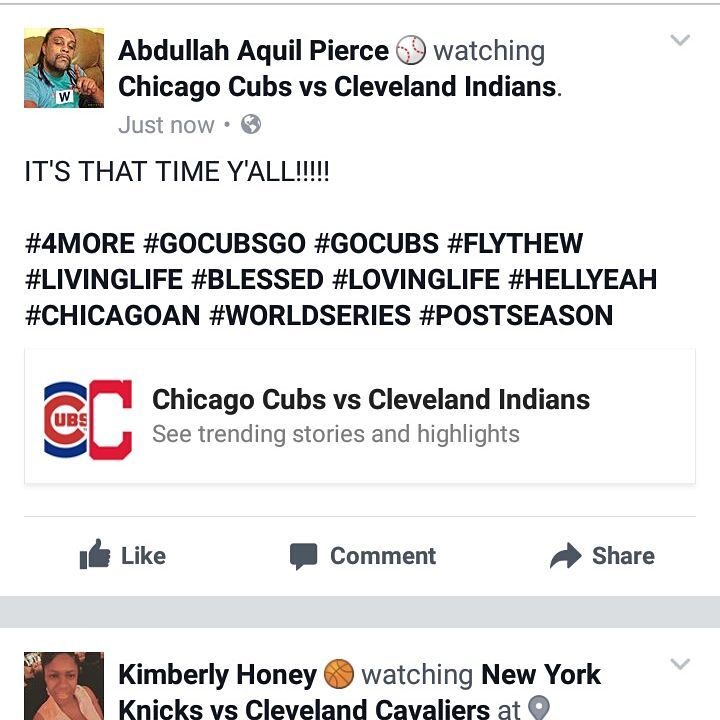 Abdullah Aquil Pierce watching
Chicago Cubs vs Cleveland Indians.
Just now •
W
IT'S THAT TIME Y'ALL!!!!!
#4MORE #GOCUBSGO #GOCUBS #FLYTHEW
#LIVINGLIFE #BLESSED #LOVINGLIFE #HELLYEAH
#CHICAGOAN #WORLDSERIES #POSTSEASON
UBS
C
Chicago Cubs vs Cleveland Indians
See trending stories and highlights
Like Comment Share
Kimberly Honey watching New York
Knicks vs Cleveland Cavaliers at